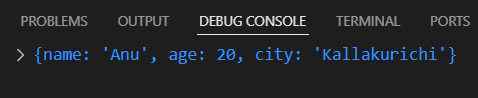 PROBLEMS OUTPUT DEBUG CONSOLE TERMINAL PORTS
> {name: 'Anu', age: 20, city: 'Kallakurichi'}